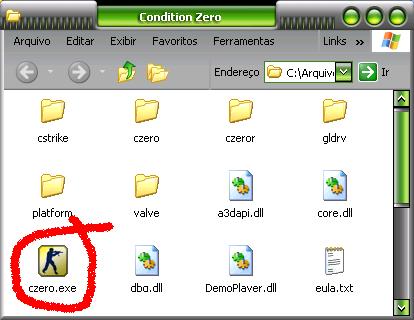 Condition Zero
Arquivo Editar Exibir Favoritos Ferramentas Links »
Endereço C:\Arquiv Ir
cstrike czero czeror gldrv
platform valve a3dapi.dll core.dll
czero.exe dbg.dll DemoPlayer.dll eula.txt